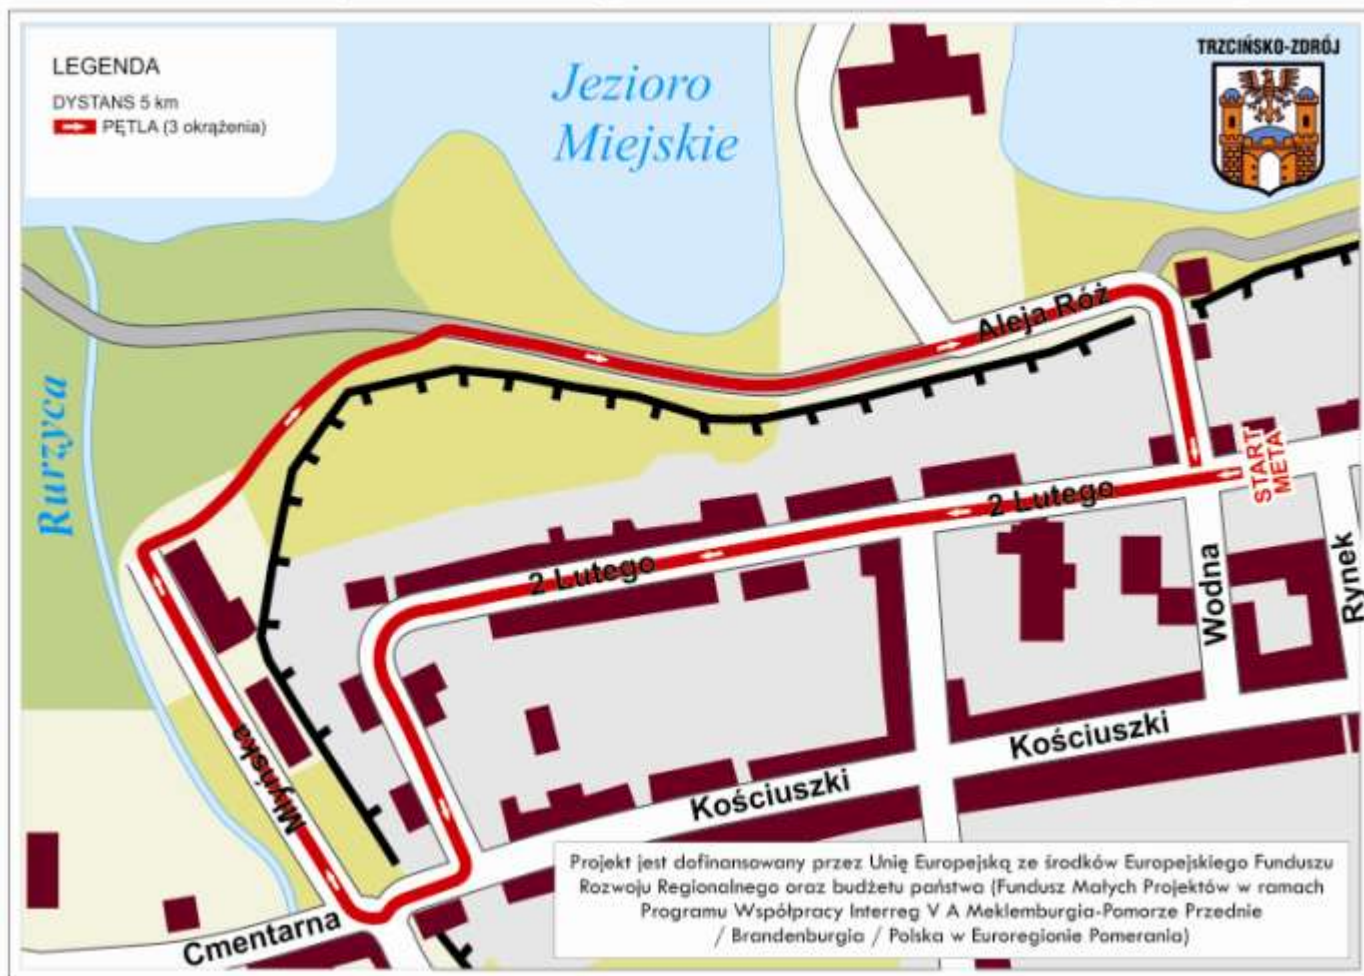 LEGENDA
DYSTANS 5 km
PĘTLA (3 okrążenia)
Jezioro
Miejskie
TRZCIŃSKO-ZDRÓJ
Aleja Róż
Rurzyca
START
META
2 Lutego
2 Lutego
Wodna
Rynek
Młyńska
Kościuszki
Kościuszki
Cmentarna
Projekt jest dofinansowany przez Unię Europejską ze środków Europejskiego Funduszu
Rozwoju Regionalnego oraz budżetu państwa (Fundusz Małych Projektów w ramach
Programu Współpracy Interreg V A Meklemburgia-Pomorze Przednie
/ Brandenburgia / Polska w Euroregionie Pomerania)